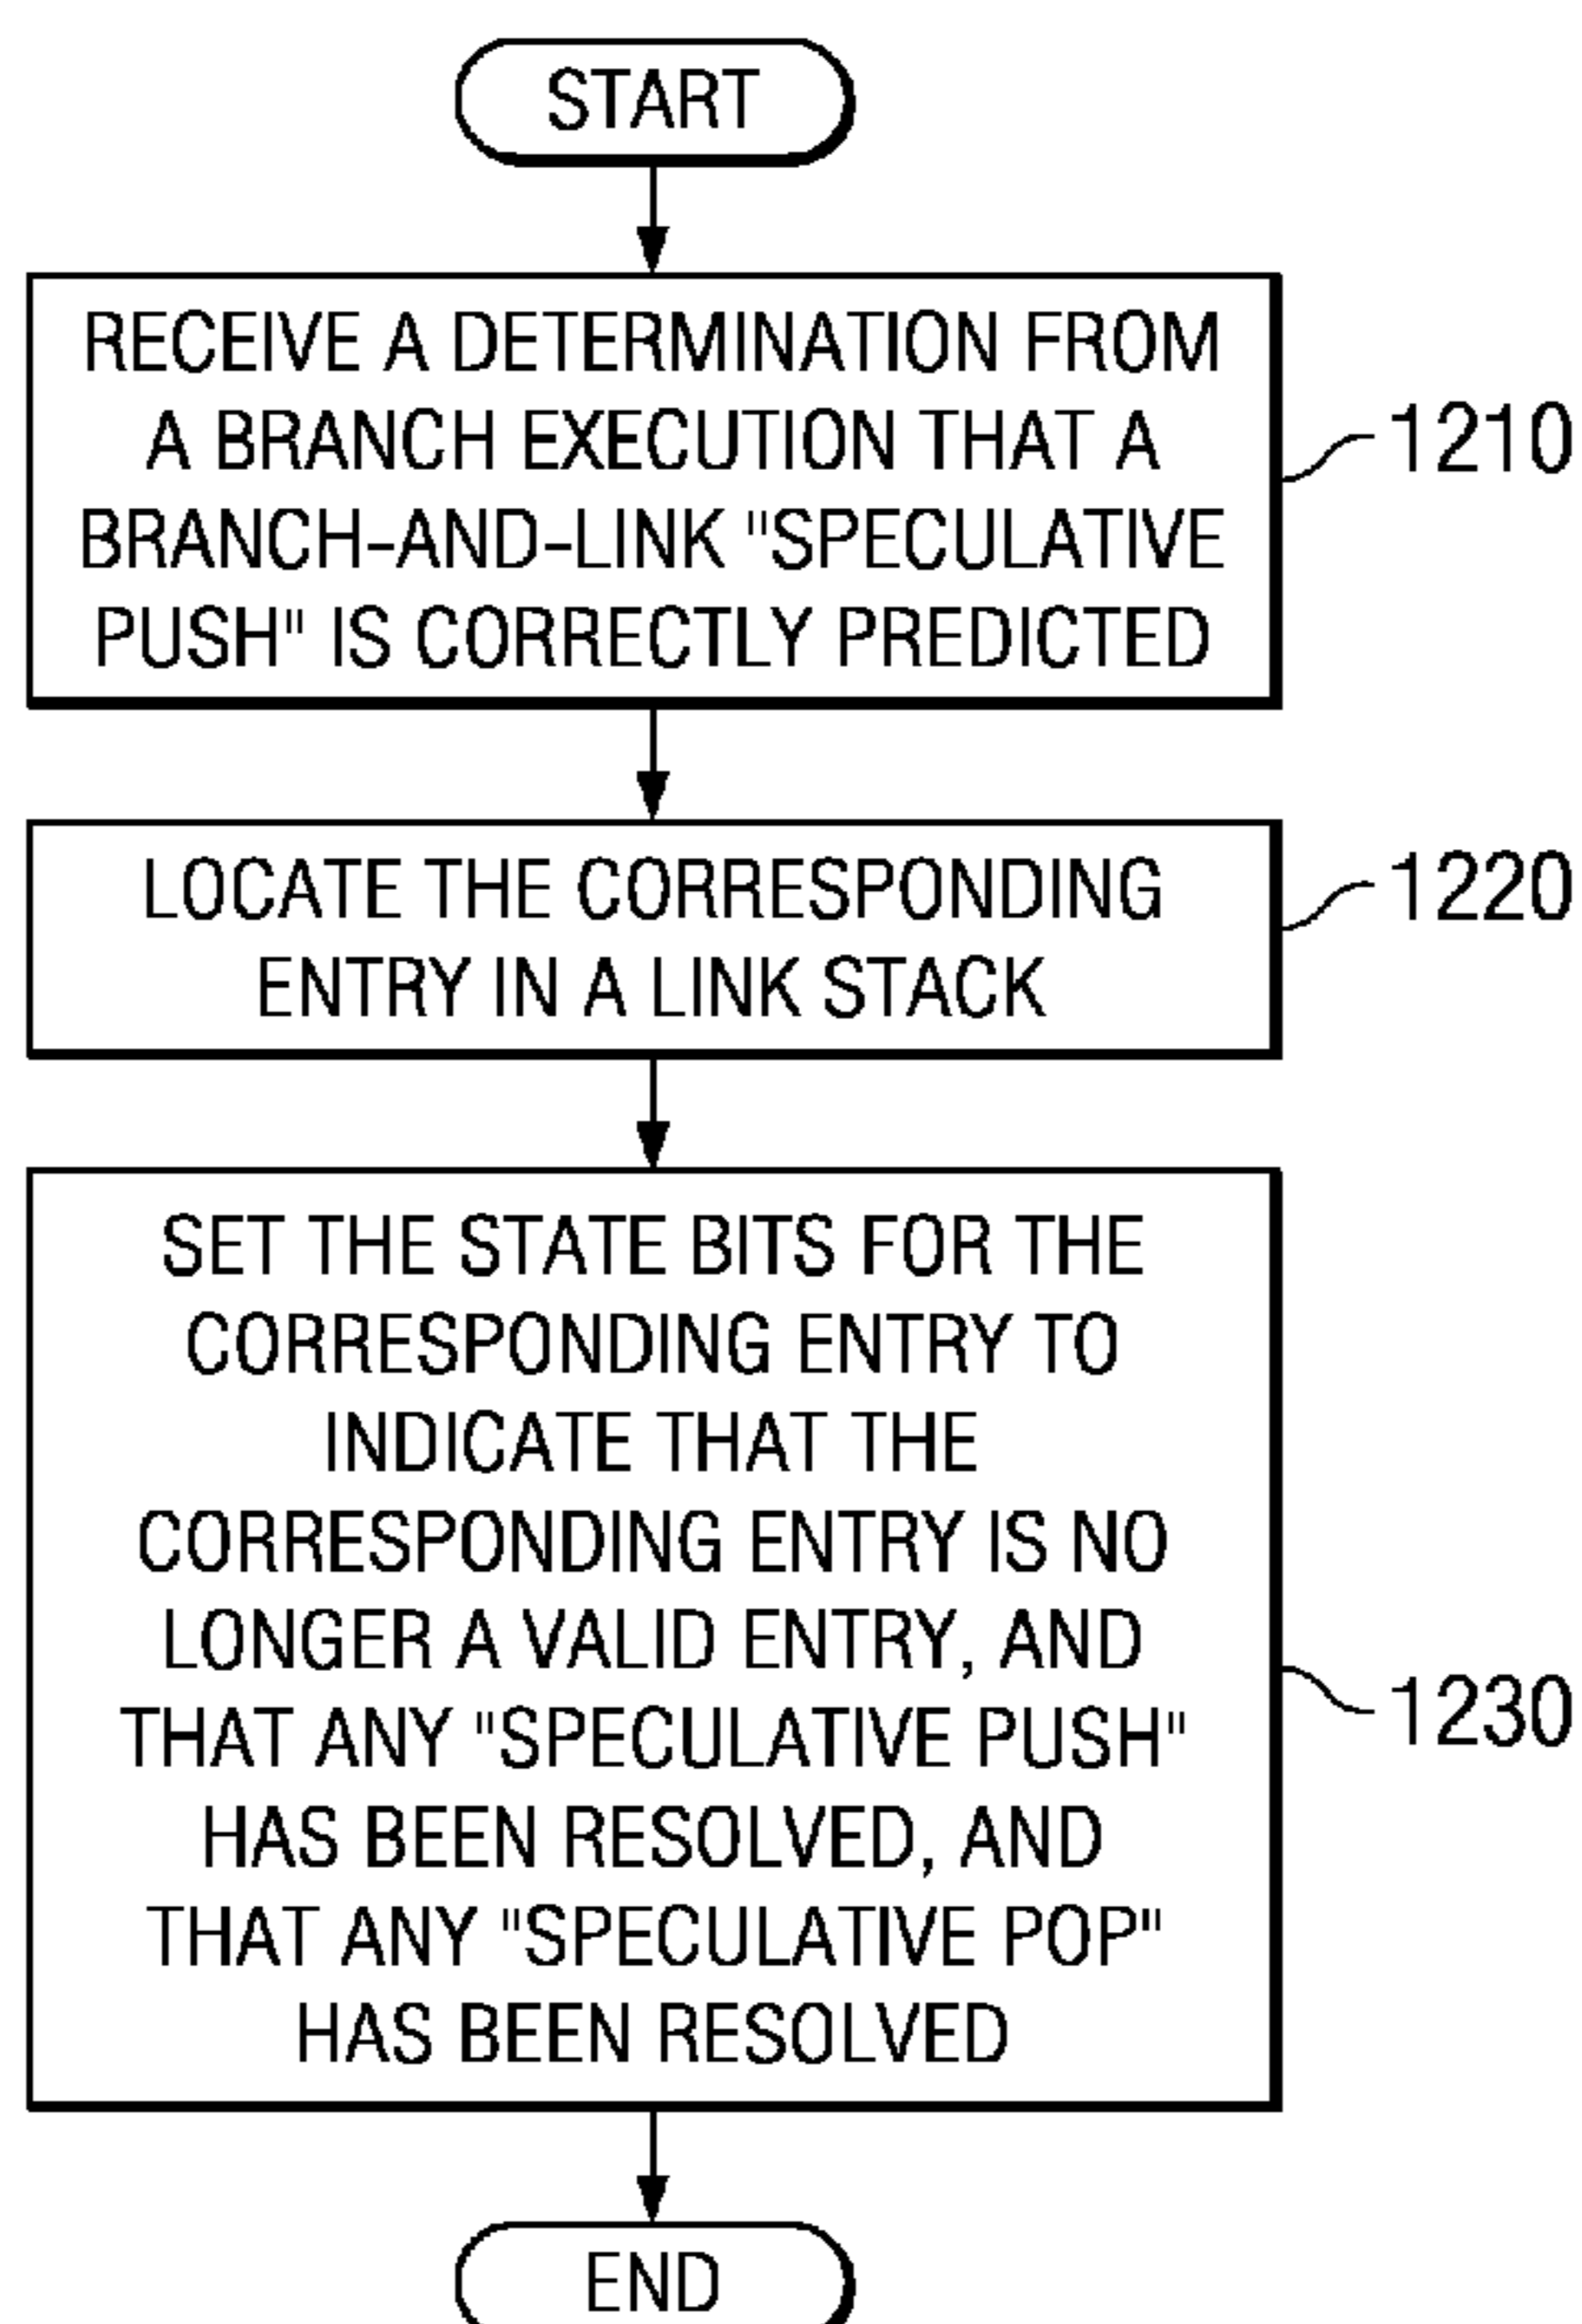 START
RECEIVE A DETERMINATION FROM
A BRANCH EXECUTION THAT A
BRANCH-AND-LINK "SPECULATIVE
PUSH" IS CORRECTLY PREDICTED
1210
LOCATE THE CORRESPONDING
ENTRY IN A LINK STACK
1220
SET THE STATE BITS FOR THE
CORRESPONDING ENTRY TO
INDICATE THAT THE
CORRESPONDING ENTRY IS NO
LONGER A VALID ENTRY, AND
THAT ANY "SPECULATIVE PUSH"
HAS BEEN RESOLVED, AND
THAT ANY "SPECULATIVE POP"
HAS BEEN RESOLVED
1230
END